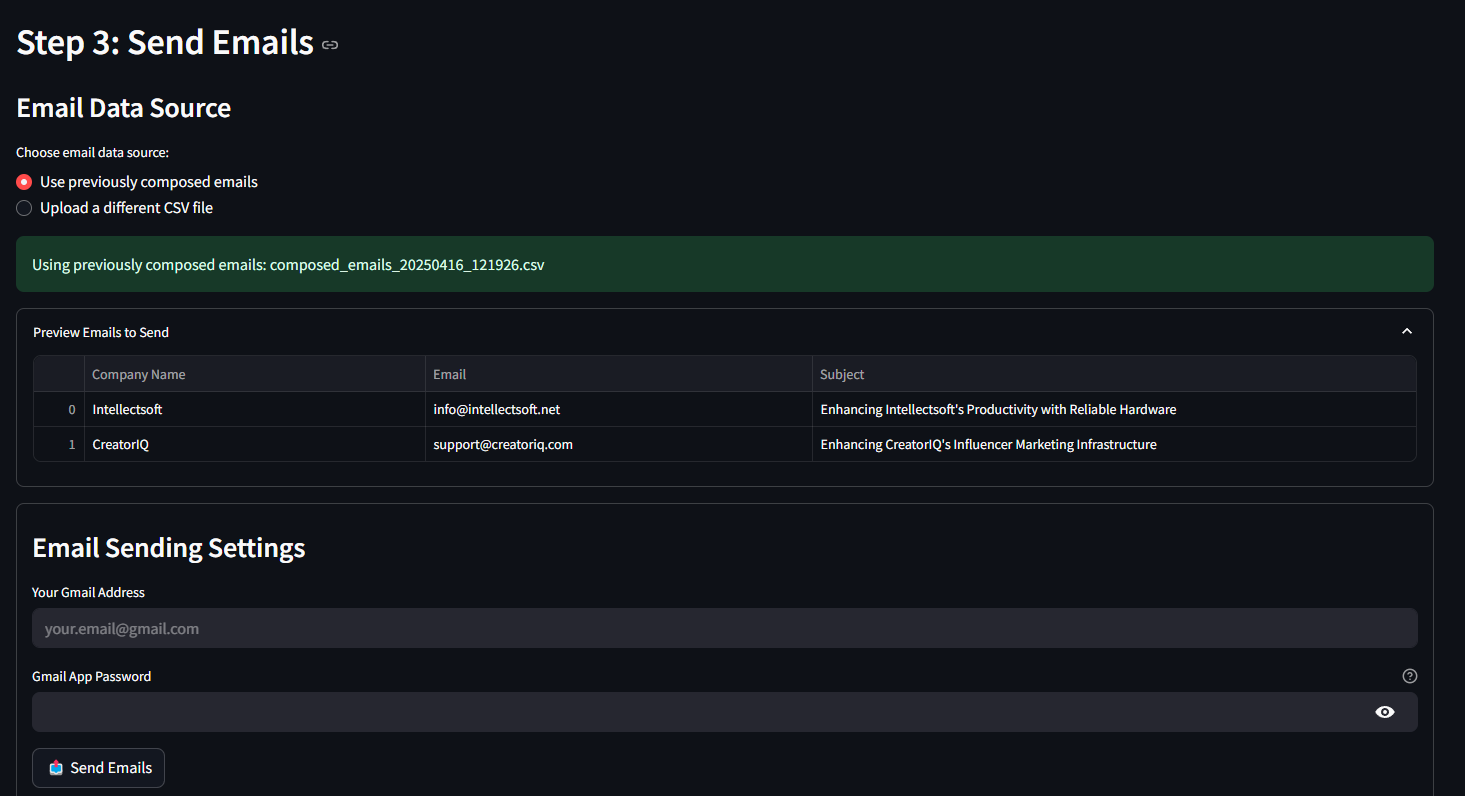 Step 3: Send Emails
Email Data Source
Choose email data source:
Use previously composed emails
Upload a different CSV file
Using previously composed emails: composed_emails_20250416_121926.csv
Preview Emails to Send
Company Name Email Subject
0 Intellectsoft info@intellectsoft.net Enhancing Intellectsoft's Productivity with Reliable Hardware
1 CreatorIQ support@creatoriq.com Enhancing CreatorIQ's Influencer Marketing Infrastructure
Email Sending Settings
Your Gmail Address
your.email@gmail.com
Gmail App Password
Send Emails